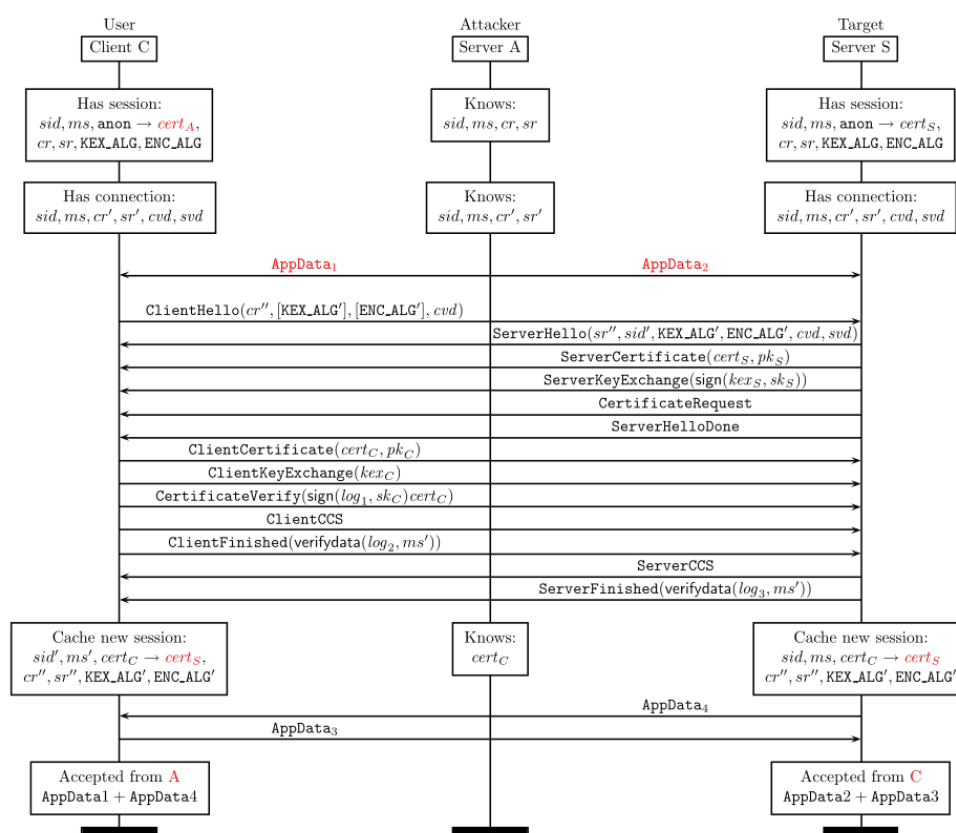 User Attacker Target
Client C Server A Server S
Has session: Knows: Has session:
sid, ms, anon → cert_A, sid, ms, cr, sr sid, ms, anon → cert_S,
cr, sr, KEX_ALG, ENC_ALG cr, sr, KEX_ALG, ENC_ALG
Has connection: Knows: Has connection:
sid, ms, cr′, sr′, cvd, svd sid, ms, cr′, sr′ sid, ms, cr′, sr′, cvd, svd
AppData₁ AppData₂
ClientHello(cr″, [KEX_ALG′], [ENC_ALG′], cvd)
ServerHello(sr″, sid′, KEX_ALG′, ENC_ALG′, cvd, svd)
ServerCertificate(cert_S, pk_S)
ServerKeyExchange(sign(kex_S, sk_S))
CertificateRequest
ServerHelloDone
ClientCertificate(cert_C, pk_C)
ClientKeyExchange(kex_C)
CertificateVerify(sign(log₁, sk_C)cert_C)
ClientCCS
ClientFinished(verifydata(log₂, ms′))
ServerCCS
ServerFinished(verifydata(log₃, ms′))
Cache new session: Knows: Cache new session:
sid′, ms′, cert_C → cert_S, cert_C sid, ms, cert_C → cert_S
cr″, sr″, KEX_ALG′, ENC_ALG′ cr″, sr″, KEX_ALG′, ENC_ALG′
AppData₄
AppData₃
Accepted from A Accepted from C
AppData1 + AppData4 AppData2 + AppData3